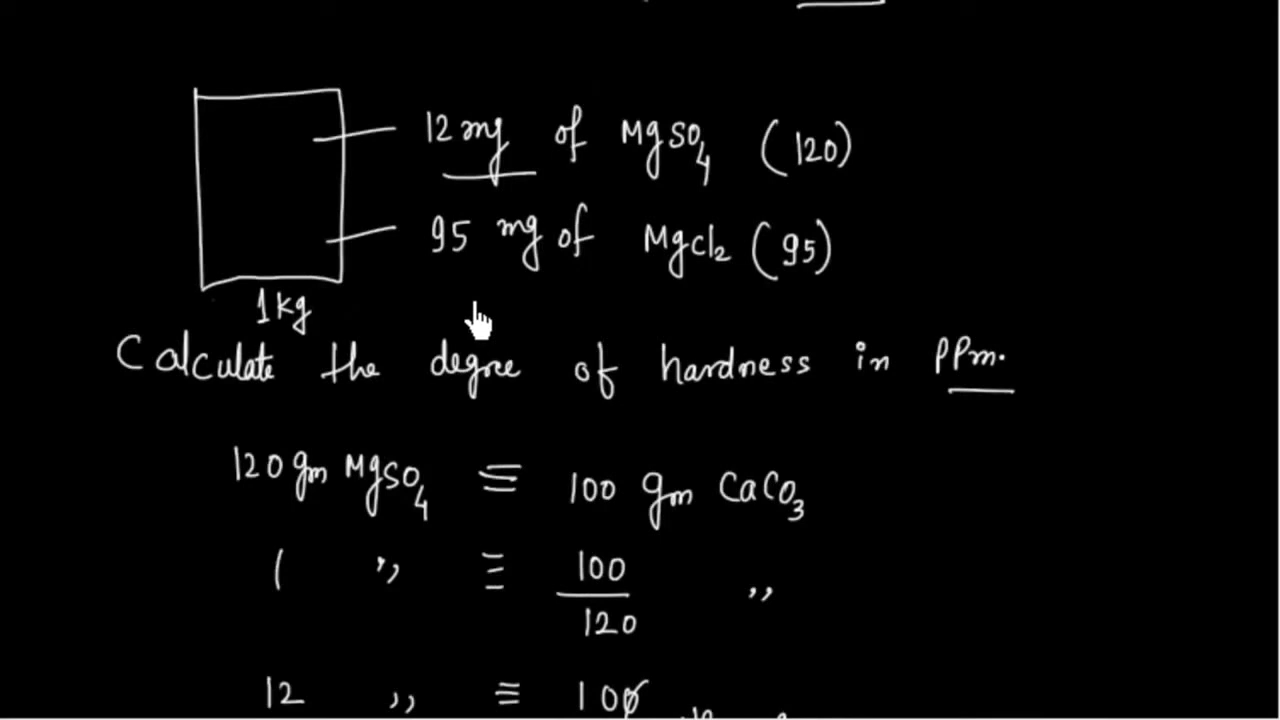 12 mg of MgSO4 (120)
95 mg of MgCl2 (95)
1 kg
Calculate the degree of hardness in PPm.
120 gm MgSO4 ≡ 100 gm CaCO3
1 ,, ≡ 100/120 ,,
12 ,, ≡ 100